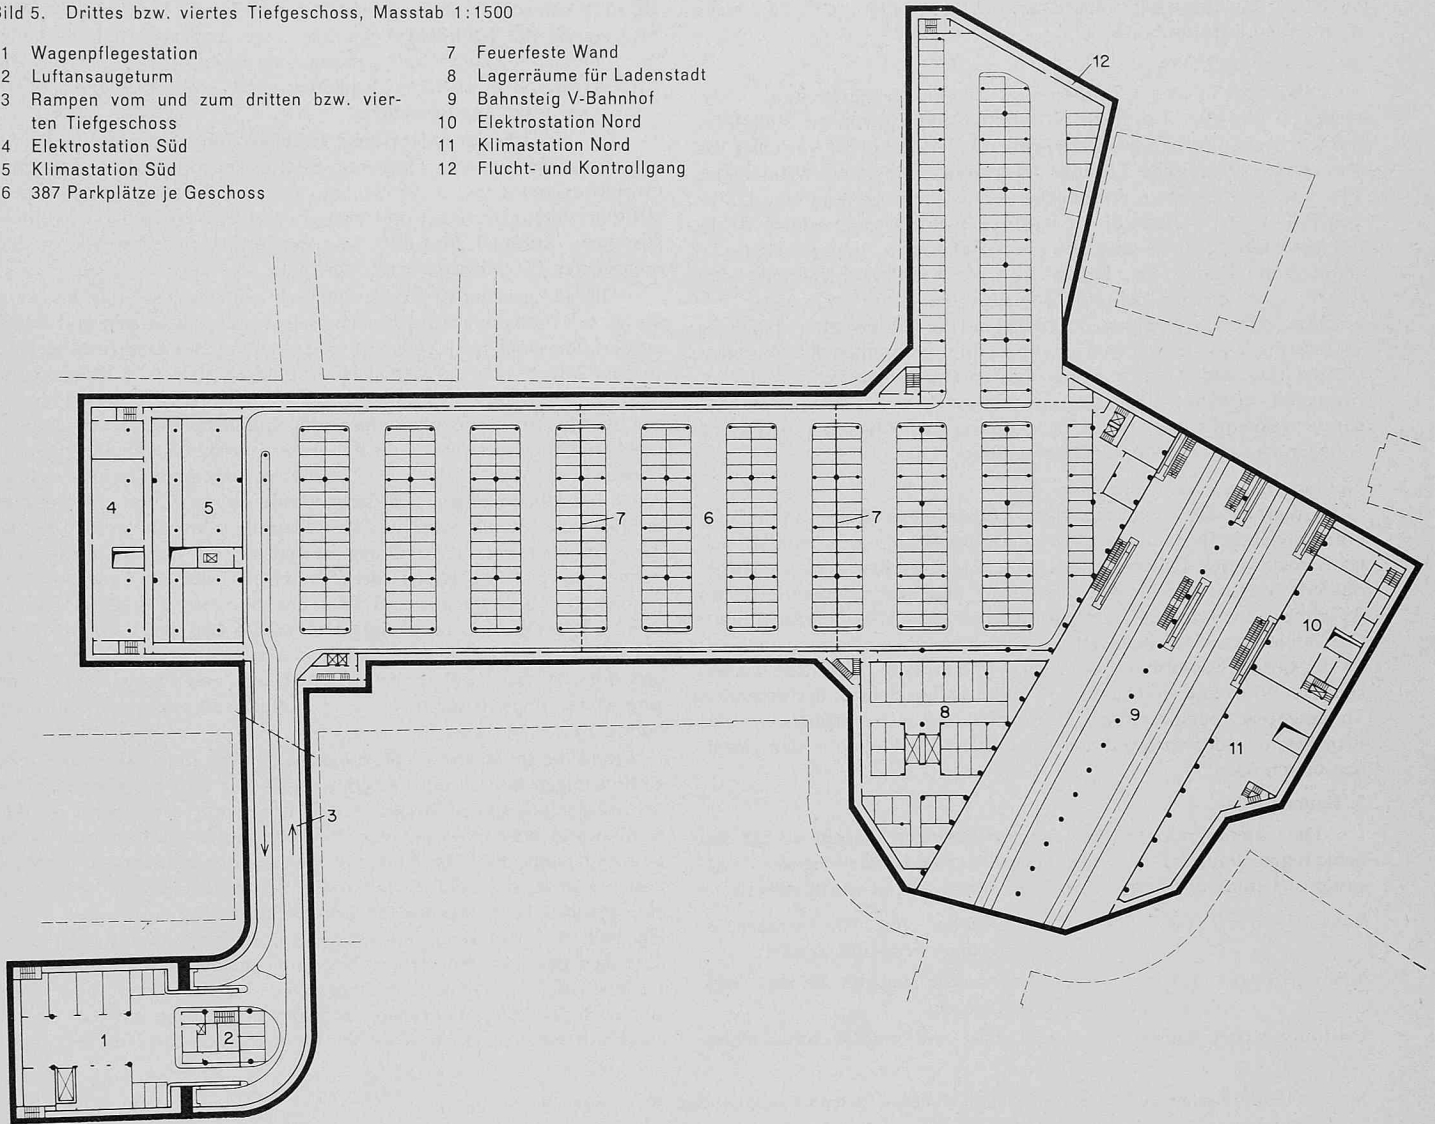 Bild 5. Drittes bzw. viertes Tiefgeschoss, Masstab 1:1500
1 Wagenpflegestation
2 Luftansaugeturm
3 Rampen vom und zum dritten bzw. vier-
ten Tiefgeschoss
4 Elektrostation Süd
5 Klimastation Süd
6 387 Parkplätze je Geschoss
7 Feuerfeste Wand
8 Lagerräume für Ladenstadt
9 Bahnsteig V-Bahnhof
10 Elektrostation Nord
11 Klimastation Nord
12 Flucht- und Kontrollgang
12
4
5
7
6
7
10
8
9
11
3
1
2